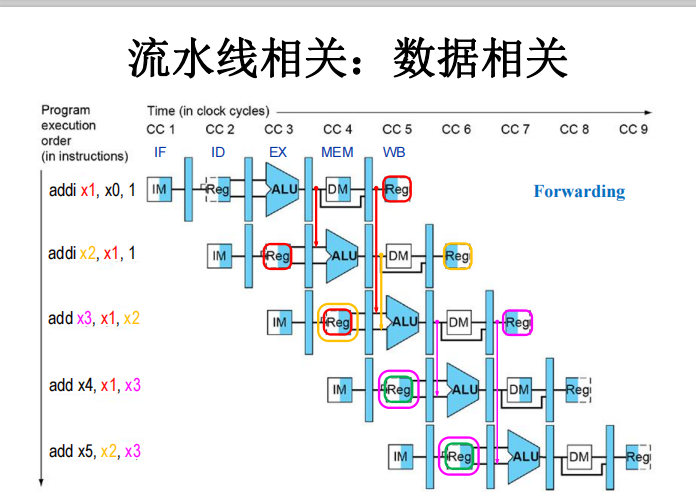 流水线相关：数据相关
Program
execution
order
(in instructions)
Time (in clock cycles)
CC 1 CC 2 CC 3 CC 4 CC 5 CC 6 CC 7 CC 8 CC 9
IF ID EX MEM WB
addi x1, x0, 1 IM Reg ALU DM Reg Forwarding
addi x2, x1, 1 IM Reg ALU DM Reg
add x3, x1, x2 IM Reg ALU DM Reg
add x4, x1, x3 IM Reg ALU DM Reg
add x5, x2, x3 IM Reg ALU DM Reg